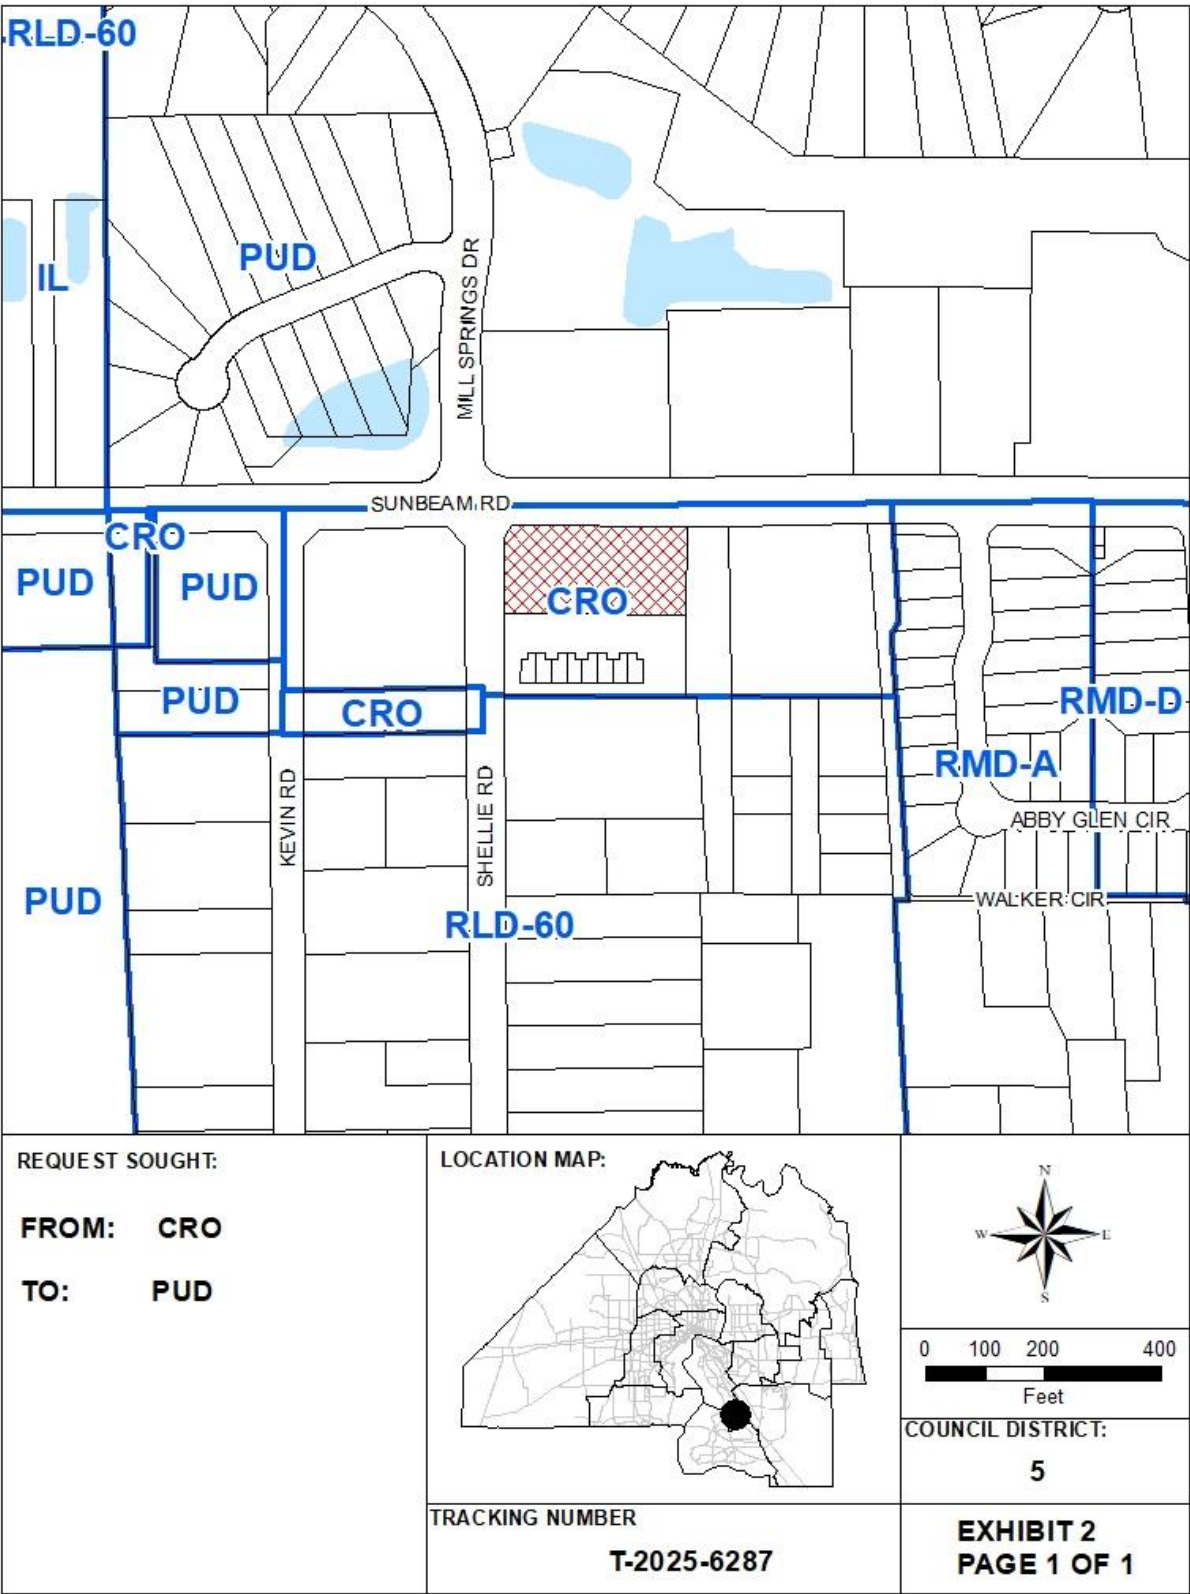 RLD-60
PUD
IL
MILL SPRINGS DR
SUNBEAM RD
CRO
PUD
PUD
CRO
PUD
CRO
RMD-D
RMD-A
KEVIN RD
SHELLIE RD
ABBY GLEN CIR
PUD
WALKER CIR
RLD-60
REQUEST SOUGHT:
FROM: CRO
TO: PUD
LOCATION MAP:
N
W E
S
0 100 200 400
Feet
COUNCIL DISTRICT:
5
TRACKING NUMBER
T-2025-6287
EXHIBIT 2
PAGE 1 OF 1